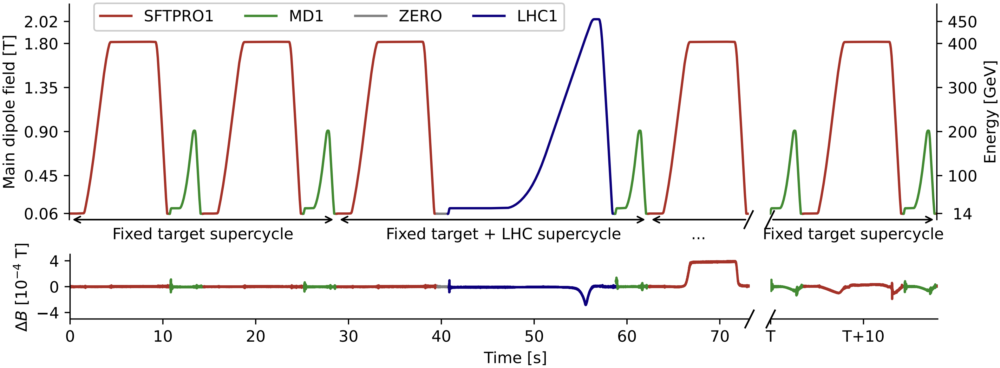 SFTPRO1 MD1 ZERO LHC1
Main dipole field [T]
2.02
1.80
1.35
0.90
0.45
0.06
Energy [GeV]
450
400
300
200
100
14
Fixed target supercycle
Fixed target + LHC supercycle
...
Fixed target supercycle
ΔB [10⁻⁴ T]
4
0
−4
0 10 20 30 40 50 60 70 T T+10
Time [s]